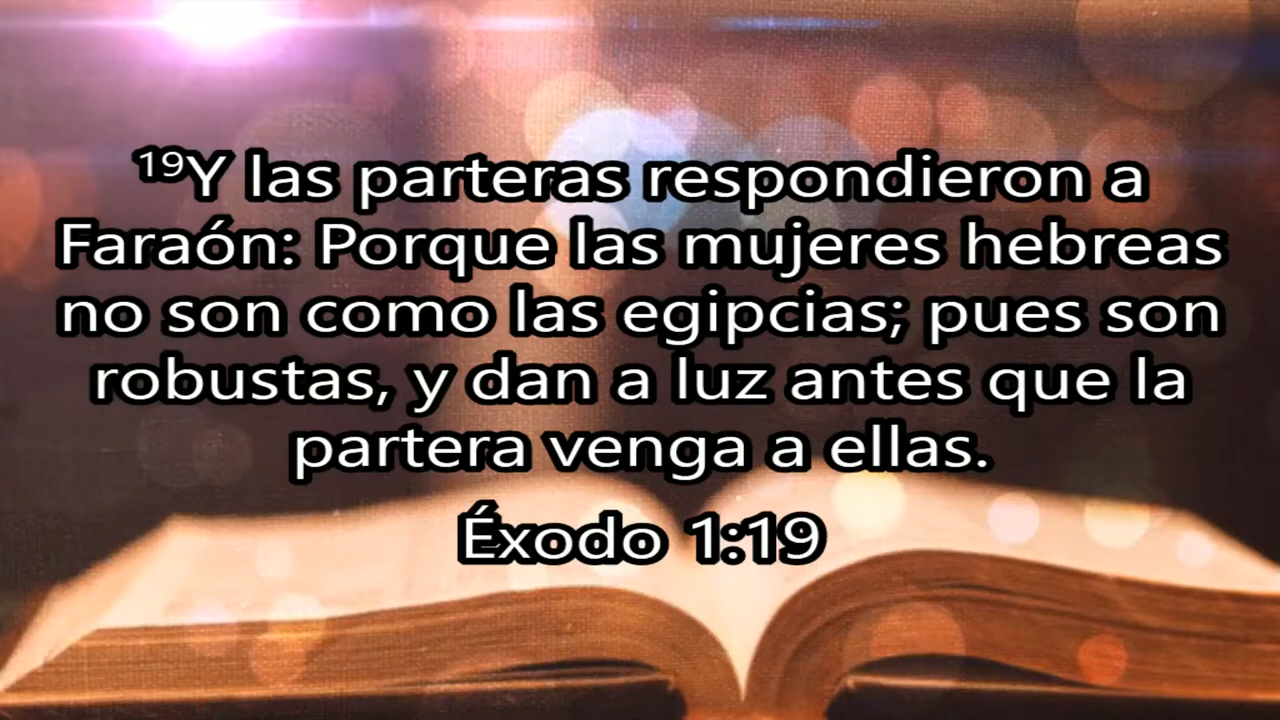 ¹⁹Y las parteras respondieron a
Faraón: Porque las mujeres hebreas
no son como las egipcias; pues son
robustas, y dan a luz antes que la
partera venga a ellas.
Éxodo 1:19